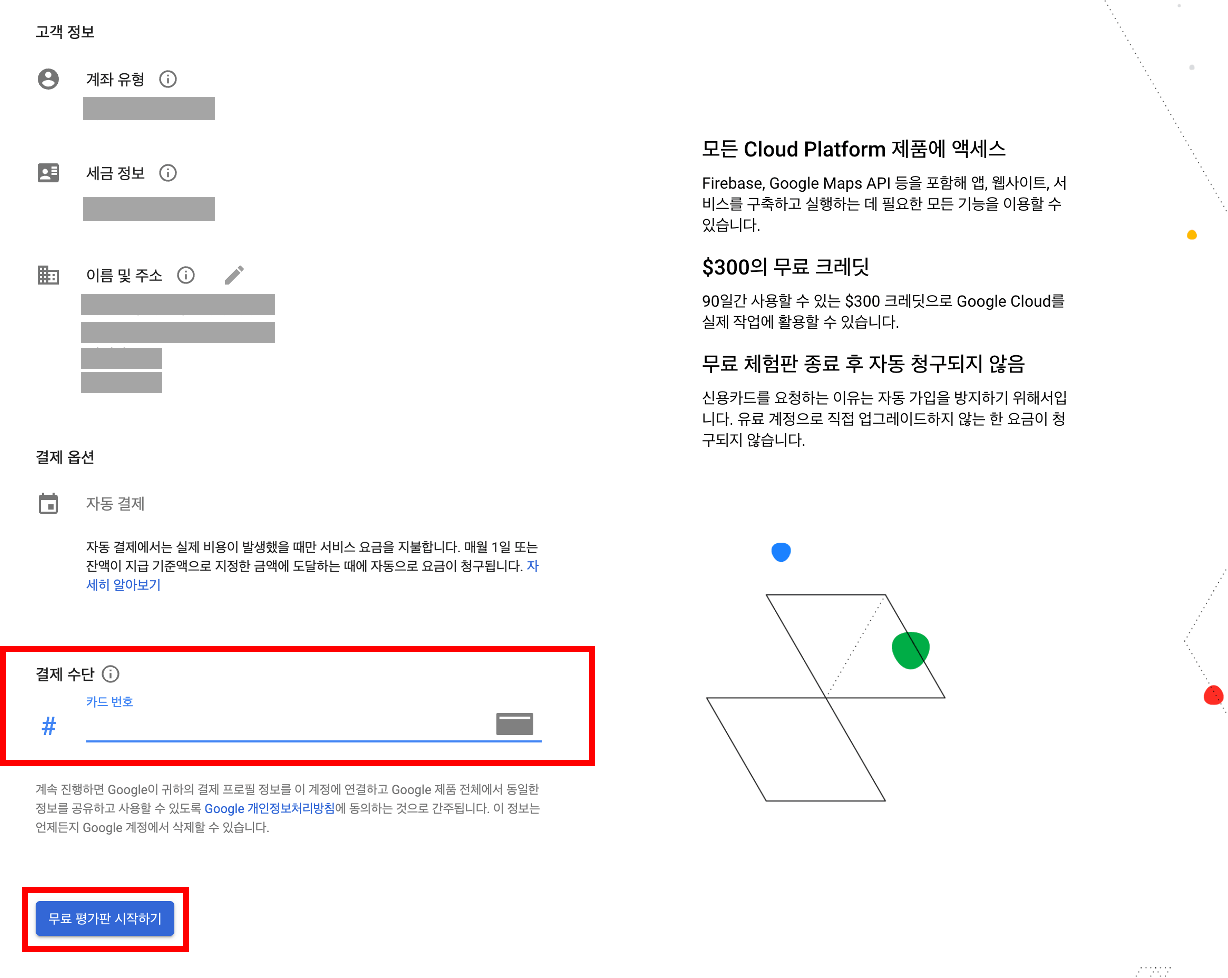 고객 정보
계좌 유형
세금 정보
이름 및 주소
결제 옵션
자동 결제
자동 결제에서는 실제 비용이 발생했을 때만 서비스 요금을 지불합니다. 매월 1일 또는
잔액이 지급 기준액으로 지정한 금액에 도달하는 때에 자동으로 요금이 청구됩니다. 자
세히 알아보기
결제 수단
카드 번호
#
계속 진행하면 Google이 귀하의 결제 프로필 정보를 이 계정에 연결하고 Google 제품 전체에서 동일한
정보를 공유하고 사용할 수 있도록 Google 개인정보처리방침에 동의하는 것으로 간주됩니다. 이 정보는
언제든지 Google 계정에서 삭제할 수 있습니다.
무료 평가판 시작하기
모든 Cloud Platform 제품에 액세스
Firebase, Google Maps API 등을 포함해 앱, 웹사이트, 서
비스를 구축하고 실행하는 데 필요한 모든 기능을 이용할 수
있습니다.
$300의 무료 크레딧
90일간 사용할 수 있는 $300 크레딧으로 Google Cloud를
실제 작업에 활용할 수 있습니다.
무료 체험판 종료 후 자동 청구되지 않음
신용카드를 요청하는 이유는 자동 가입을 방지하기 위해서입
니다. 유료 계정으로 직접 업그레이드하지 않는 한 요금이 청
구되지 않습니다.